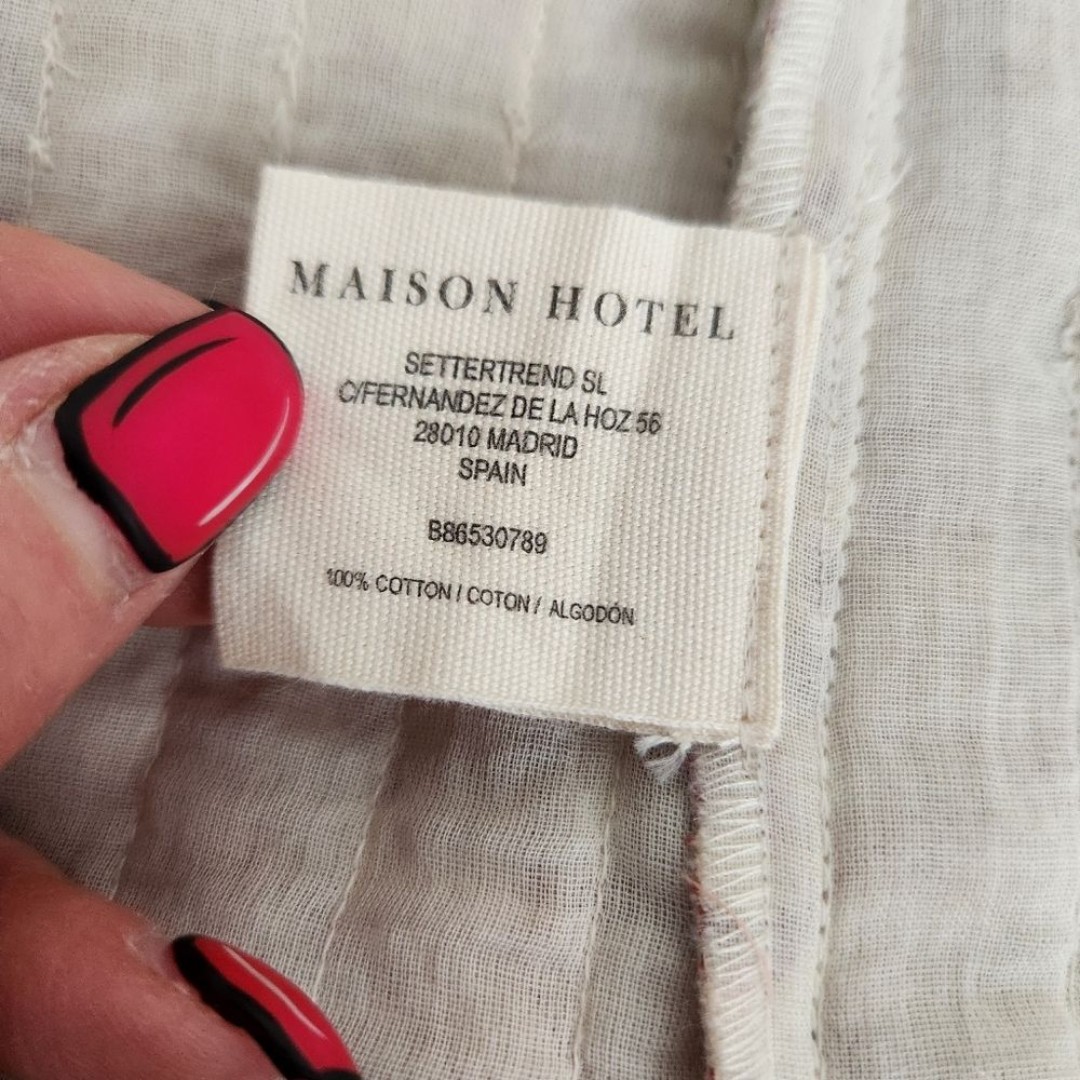 MAISON HOTEL
SETTERTREND SL
C/FERNANDEZ DE LA HOZ 56
28010 MADRID
SPAIN
B86530789
100% COTTON / COTON / ALGODÓN